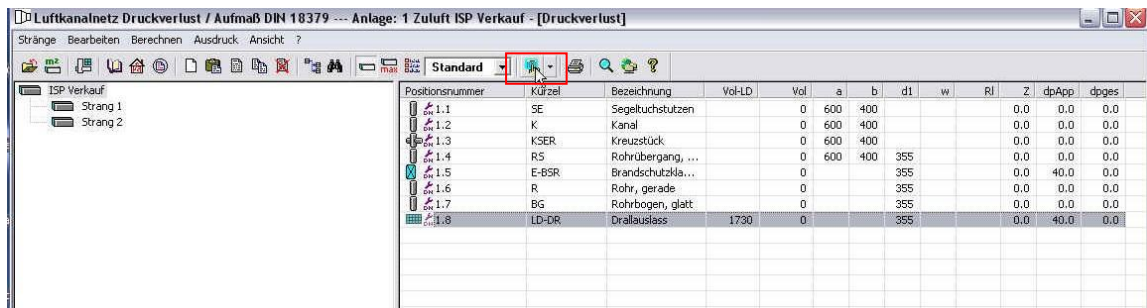 Luftkanalnetz Druckverlust / Aufmaß DIN 18379 --- Anlage: 1 Zuluft ISP Verkauf - [Druckverlust]
Stränge Bearbeiten Berechnen Ausdruck Ansicht ?
m² max Standard
ISP Verkauf
Strang 1
Strang 2
Positionsnummer Kürzel Bezeichnung Vol-LD Vol a b d1 w Rl Z dpApp dpges
1.1 SE Segeltuchstutzen 0 600 400 0.0 0.0 0.0
1.2 K Kanal 0 600 400 0.0 0.0 0.0
1.3 KSER Kreuzstück 0 600 400 0.0 0.0 0.0
1.4 RS Rohrübergang, ... 0 600 400 355 0.0 0.0 0.0
1.5 E-BSR Brandschutzkla... 0 355 0.0 40.0 0.0
1.6 R Rohr, gerade 0 355 0.0 0.0 0.0
1.7 BG Rohrbogen, glatt 0 355 0.0 0.0 0.0
1.8 LD-DR Drallauslass 1730 0 355 0.0 40.0 0.0